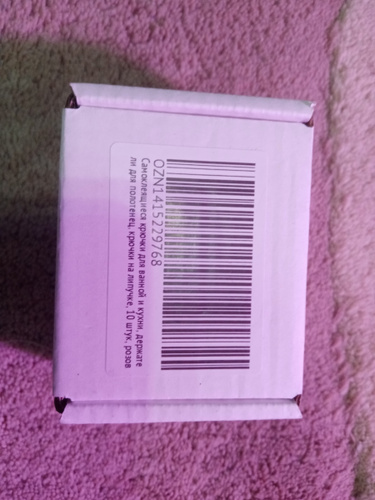 OZN1415229768
Самоклеящиеся крючки для ванной и кухни, держате
ли для полотенец, крючки на липучке, 10 штук, розов